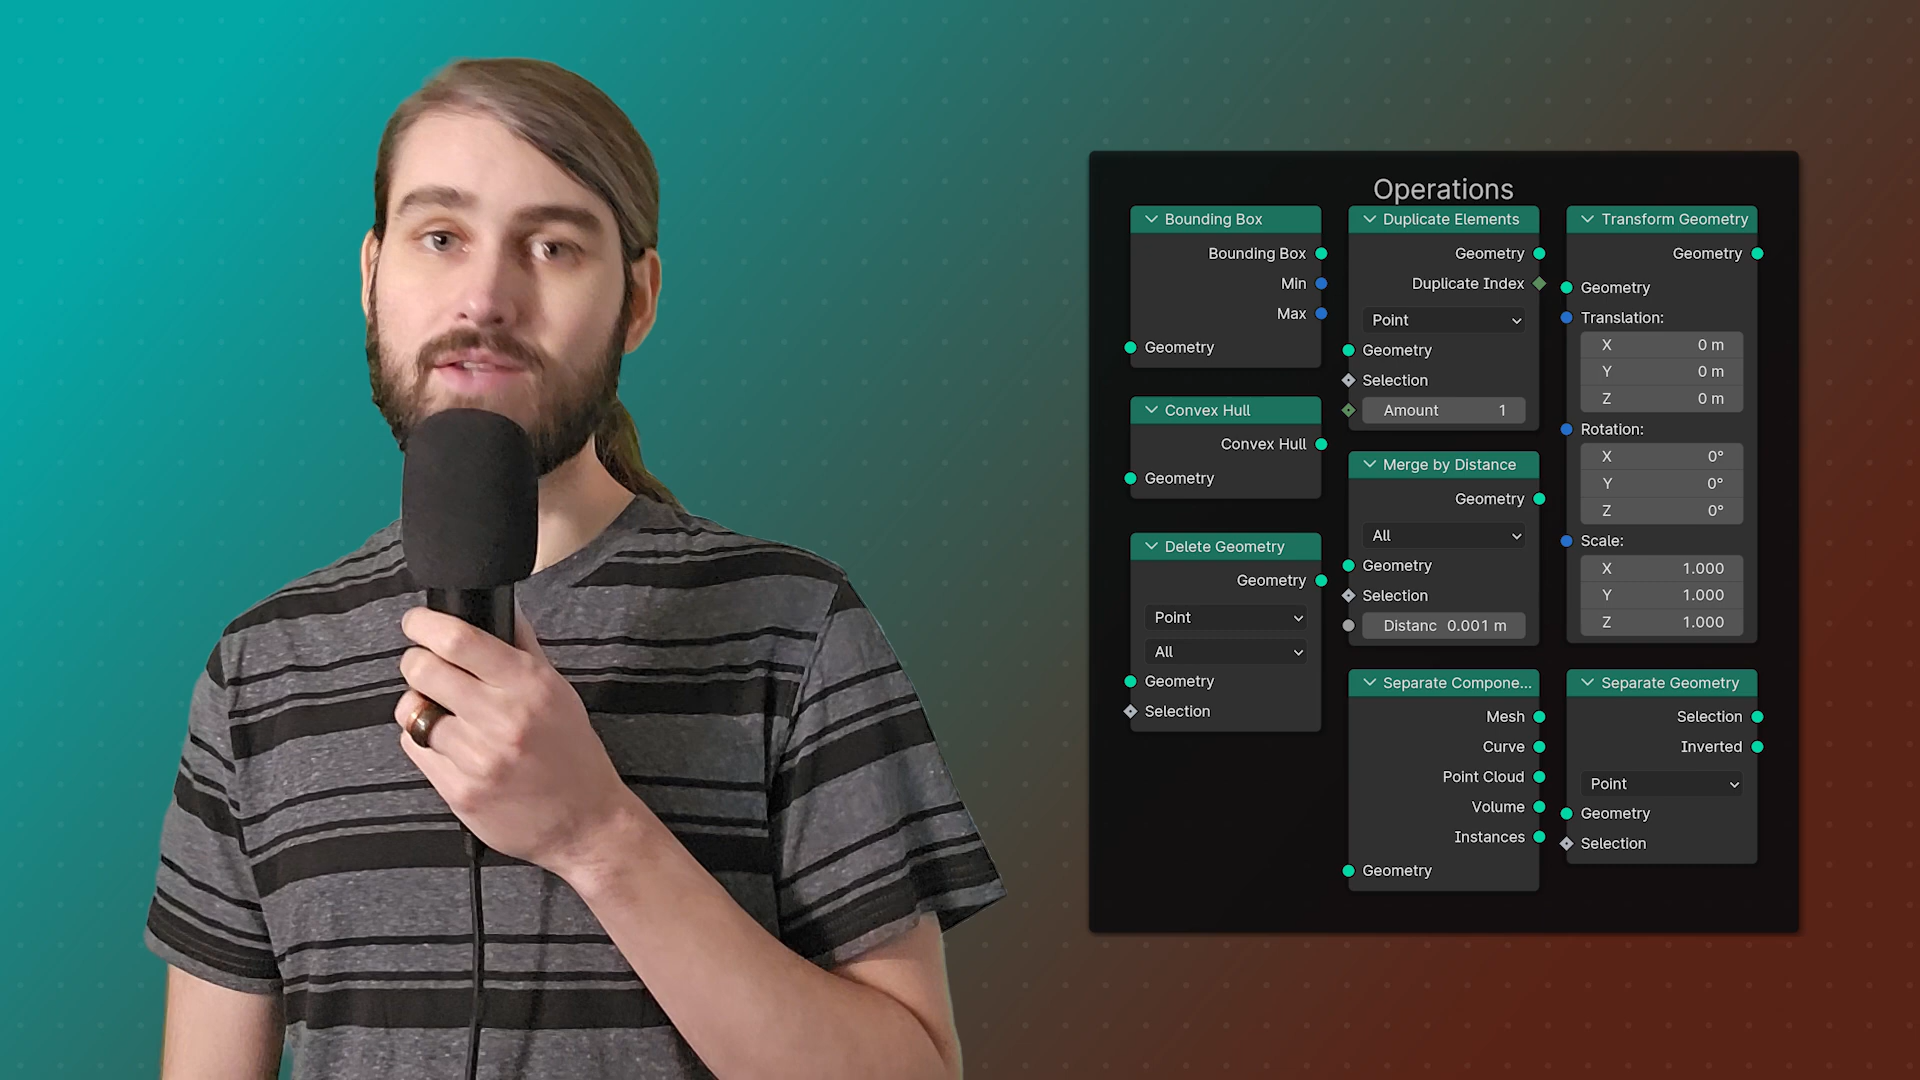 Operations
Bounding Box
Bounding Box
Min
Max
Geometry
Convex Hull
Convex Hull
Geometry
Delete Geometry
Geometry
Point
All
Geometry
Selection
Duplicate Elements
Geometry
Duplicate Index
Point
Geometry
Selection
Amount 1
Merge by Distance
Geometry
All
Geometry
Selection
Distanc 0.001 m
Separate Compone...
Mesh
Curve
Point Cloud
Volume
Instances
Geometry
Transform Geometry
Geometry
Geometry
Translation:
X 0 m
Y 0 m
Z 0 m
Rotation:
X 0°
Y 0°
Z 0°
Scale:
X 1.000
Y 1.000
Z 1.000
Separate Geometry
Selection
Inverted
Point
Geometry
Selection